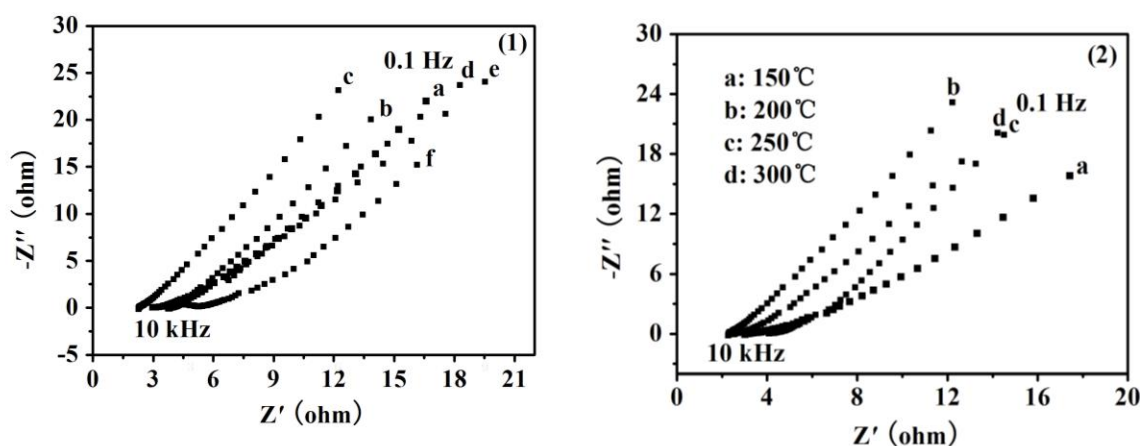 (1)
30
25
20
15
10
5
0
-5
-Z″ (ohm)
0.1 Hz
c
d
e
a
b
f
10 kHz
0
3
6
9
12
15
18
21
Z′ (ohm)
(2)
30
24
18
12
6
0
-Z″ (ohm)
a: 150℃
b: 200℃
c: 250℃
d: 300℃
b
0.1 Hz
d
c
a
10 kHz
0
4
8
12
16
20
Z′ (ohm)